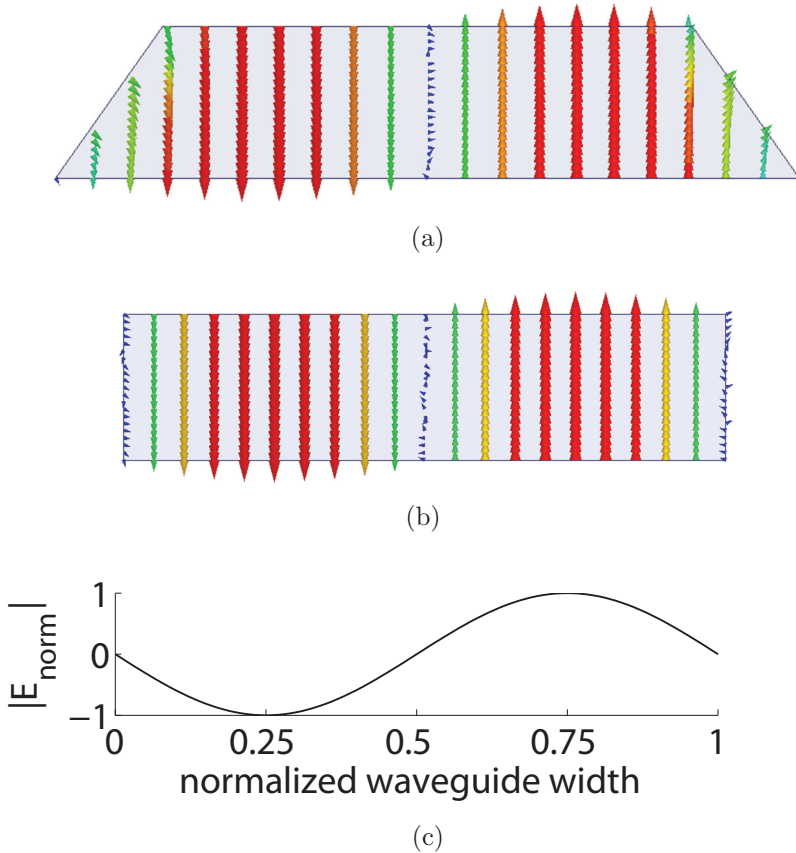 (a)
(b)
|E_norm|
1
0
−1
0 0.25 0.5 0.75 1
normalized waveguide width
(c)